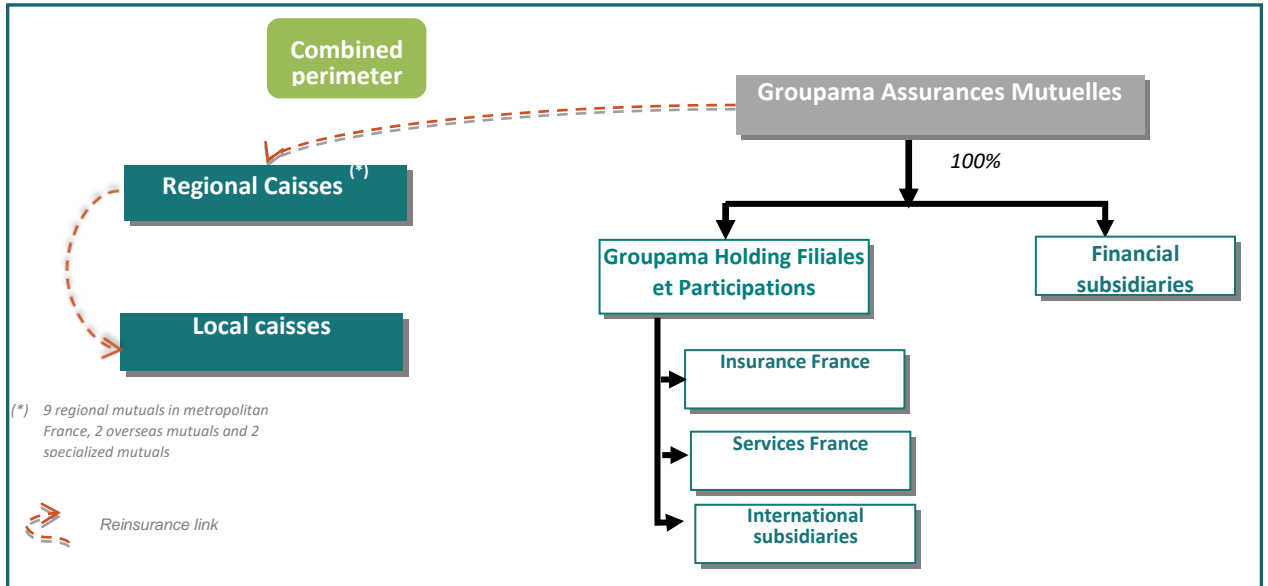 Combined
perimeter
Groupama Assurances Mutuelles
100%
Regional Caisses (*)
Groupama Holding Filiales
et Participations
Financial
subsidiaries
Local caisses
Insurance France
(*) 9 regional mutuals in metropolitan
France, 2 overseas mutuals and 2
specialized mutuals
Services France
Reinsurance link
International
subsidiaries